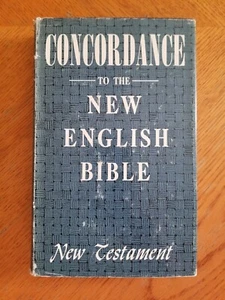 CONCORDANCE
TO THE
NEW
ENGLISH
BIBLE
New Testament